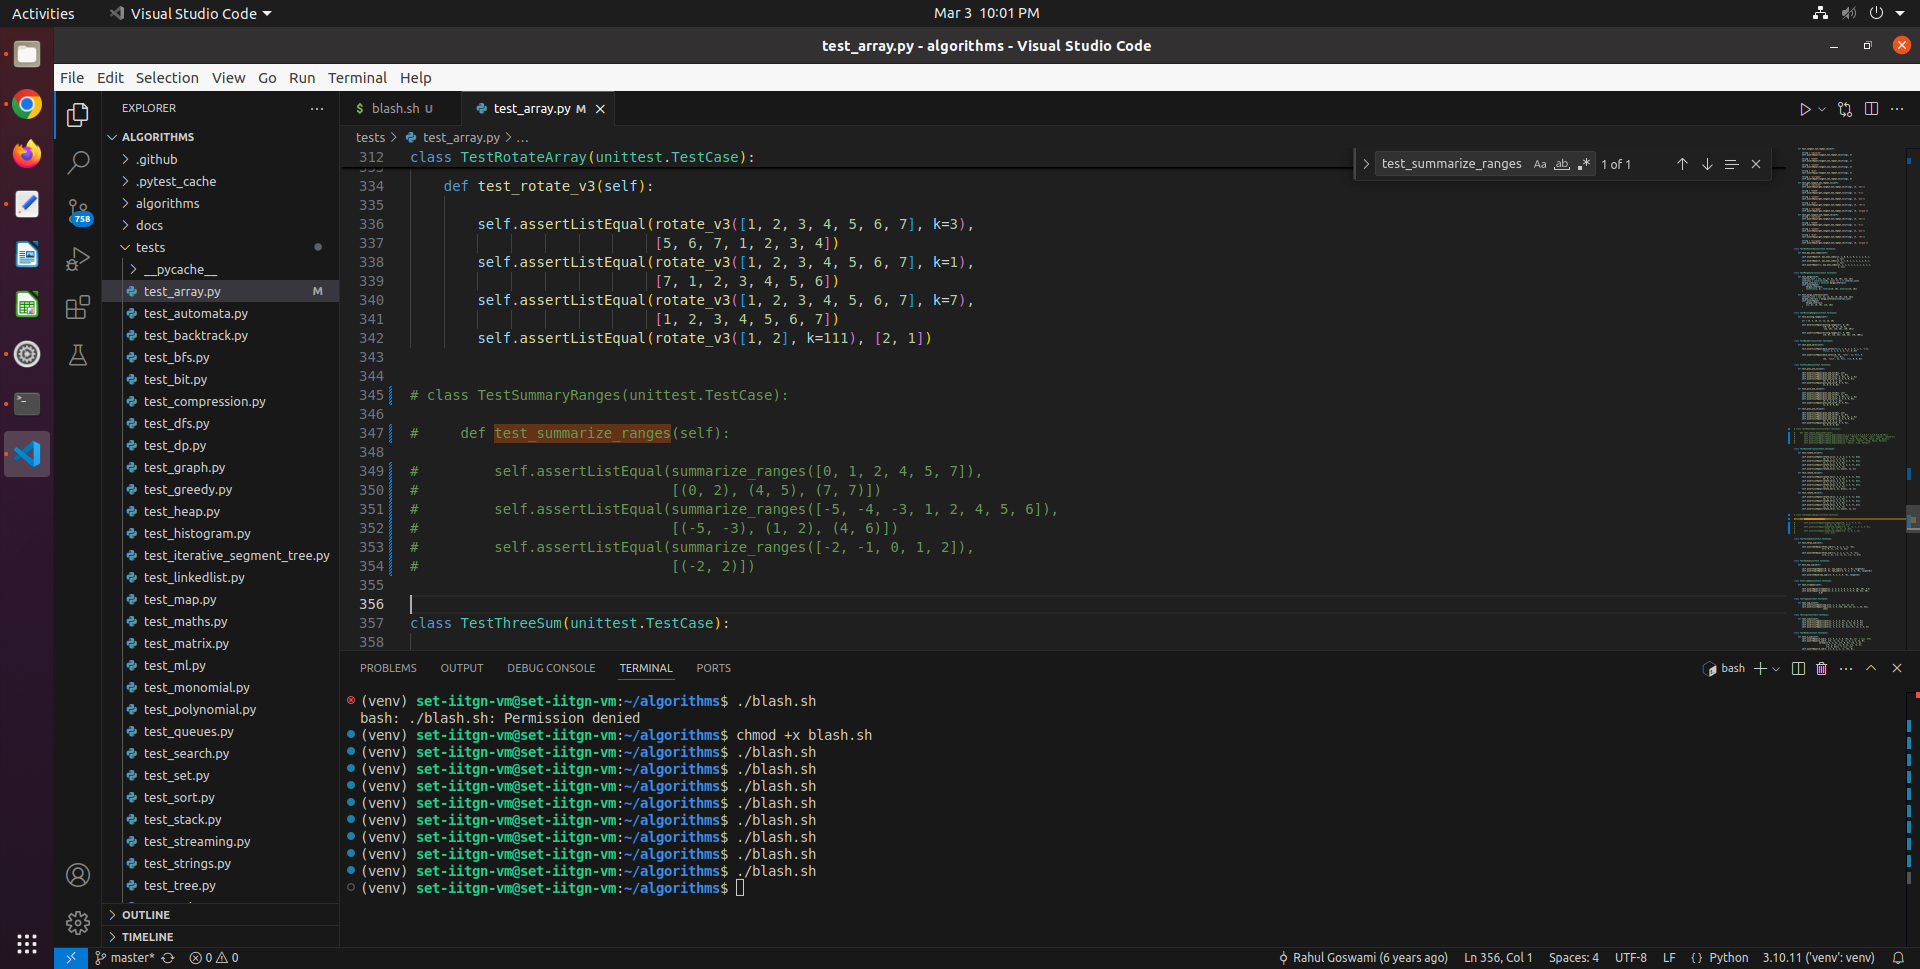 Activities
Visual Studio Code
Mar 3 10:01 PM
test_array.py - algorithms - Visual Studio Code
File Edit Selection View Go Run Terminal Help
EXPLORER
ALGORITHMS
.github
.pytest_cache
algorithms
docs
tests
__pycache__
test_array.py M
test_automata.py
test_backtrack.py
test_bfs.py
test_bit.py
test_compression.py
test_dfs.py
test_dp.py
test_graph.py
test_greedy.py
test_heap.py
test_histogram.py
test_iterative_segment_tree.py
test_linkedlist.py
test_map.py
test_maths.py
test_matrix.py
test_ml.py
test_monomial.py
test_polynomial.py
test_queues.py
test_search.py
test_set.py
test_sort.py
test_stack.py
test_streaming.py
test_strings.py
test_tree.py
OUTLINE
TIMELINE
758
$ blash.sh U
test_array.py M
tests > test_array.py > ...
test_summarize_ranges Aa ab 1 of 1
312 class TestRotateArray(unittest.TestCase):
334 def test_rotate_v3(self):
335
336 self.assertListEqual(rotate_v3([1, 2, 3, 4, 5, 6, 7], k=3),
337 [5, 6, 7, 1, 2, 3, 4])
338 self.assertListEqual(rotate_v3([1, 2, 3, 4, 5, 6, 7], k=1),
339 [7, 1, 2, 3, 4, 5, 6])
340 self.assertListEqual(rotate_v3([1, 2, 3, 4, 5, 6, 7], k=7),
341 [1, 2, 3, 4, 5, 6, 7])
342 self.assertListEqual(rotate_v3([1, 2], k=111), [2, 1])
343
344
345 # class TestSummaryRanges(unittest.TestCase):
346
347 # def test_summarize_ranges(self):
348
349 # self.assertListEqual(summarize_ranges([0, 1, 2, 4, 5, 7]),
350 # [(0, 2), (4, 5), (7, 7)])
351 # self.assertListEqual(summarize_ranges([-5, -4, -3, 1, 2, 4, 5, 6]),
352 # [(-5, -3), (1, 2), (4, 6)])
353 # self.assertListEqual(summarize_ranges([-2, -1, 0, 1, 2]),
354 # [(-2, 2)])
355
356
357 class TestThreeSum(unittest.TestCase):
358
PROBLEMS OUTPUT DEBUG CONSOLE TERMINAL PORTS
bash
(venv) set-iitgn-vm@set-iitgn-vm:~/algorithms$ ./blash.sh
bash: ./blash.sh: Permission denied
(venv) set-iitgn-vm@set-iitgn-vm:~/algorithms$ chmod +x blash.sh
(venv) set-iitgn-vm@set-iitgn-vm:~/algorithms$ ./blash.sh
(venv) set-iitgn-vm@set-iitgn-vm:~/algorithms$ ./blash.sh
(venv) set-iitgn-vm@set-iitgn-vm:~/algorithms$ ./blash.sh
(venv) set-iitgn-vm@set-iitgn-vm:~/algorithms$ ./blash.sh
(venv) set-iitgn-vm@set-iitgn-vm:~/algorithms$ ./blash.sh
(venv) set-iitgn-vm@set-iitgn-vm:~/algorithms$ ./blash.sh
(venv) set-iitgn-vm@set-iitgn-vm:~/algorithms$ ./blash.sh
(venv) set-iitgn-vm@set-iitgn-vm:~/algorithms$ ./blash.sh
(venv) set-iitgn-vm@set-iitgn-vm:~/algorithms$
master* 0 0
Rahul Goswami (6 years ago) Ln 356, Col 1 Spaces: 4 UTF-8 LF {} Python 3.10.11 ('venv': venv)